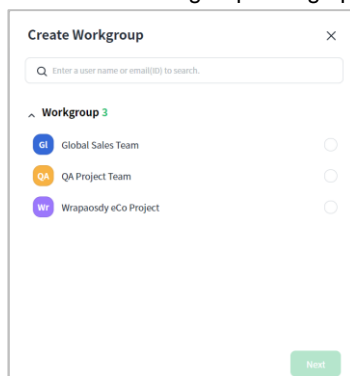 Create Workgroup
Enter a user name or email(ID) to search.
Workgroup 3
Gl Global Sales Team
QA QA Project Team
Wr Wrapaosdy eCo Project
Next